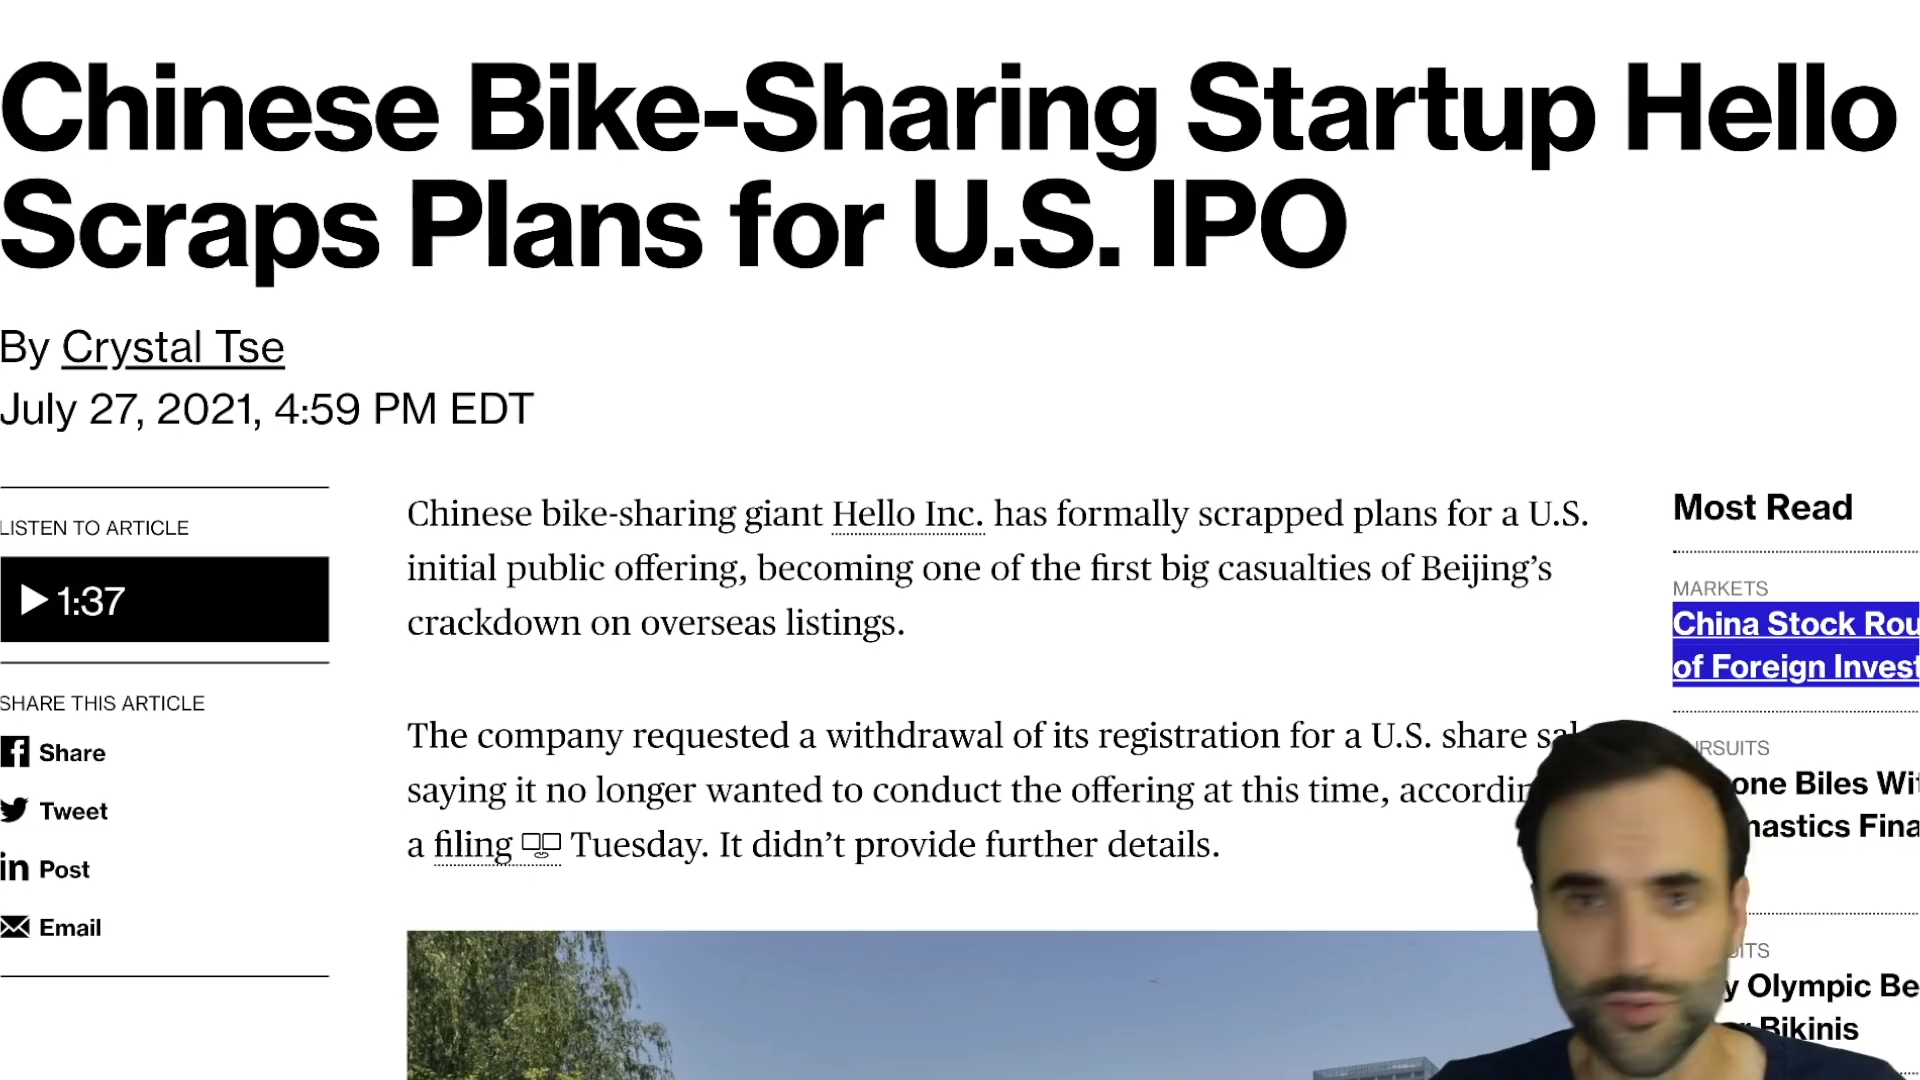 Chinese Bike-Sharing Startup Hello
Scraps Plans for U.S. IPO
By Crystal Tse
July 27, 2021, 4:59 PM EDT
LISTEN TO ARTICLE
1:37
SHARE THIS ARTICLE
Share
Tweet
Post
Email
Chinese bike-sharing giant Hello Inc. has formally scrapped plans for a U.S.
initial public offering, becoming one of the first big casualties of Beijing’s
crackdown on overseas listings.
The company requested a withdrawal of its registration for a U.S. share
saying it no longer wanted to conduct the offering at this time,
a filing Tuesday. It didn’t provide further details.
Most Read
MARKETS
China Stock
of Foreign
Biles
Olympic
Bikinis